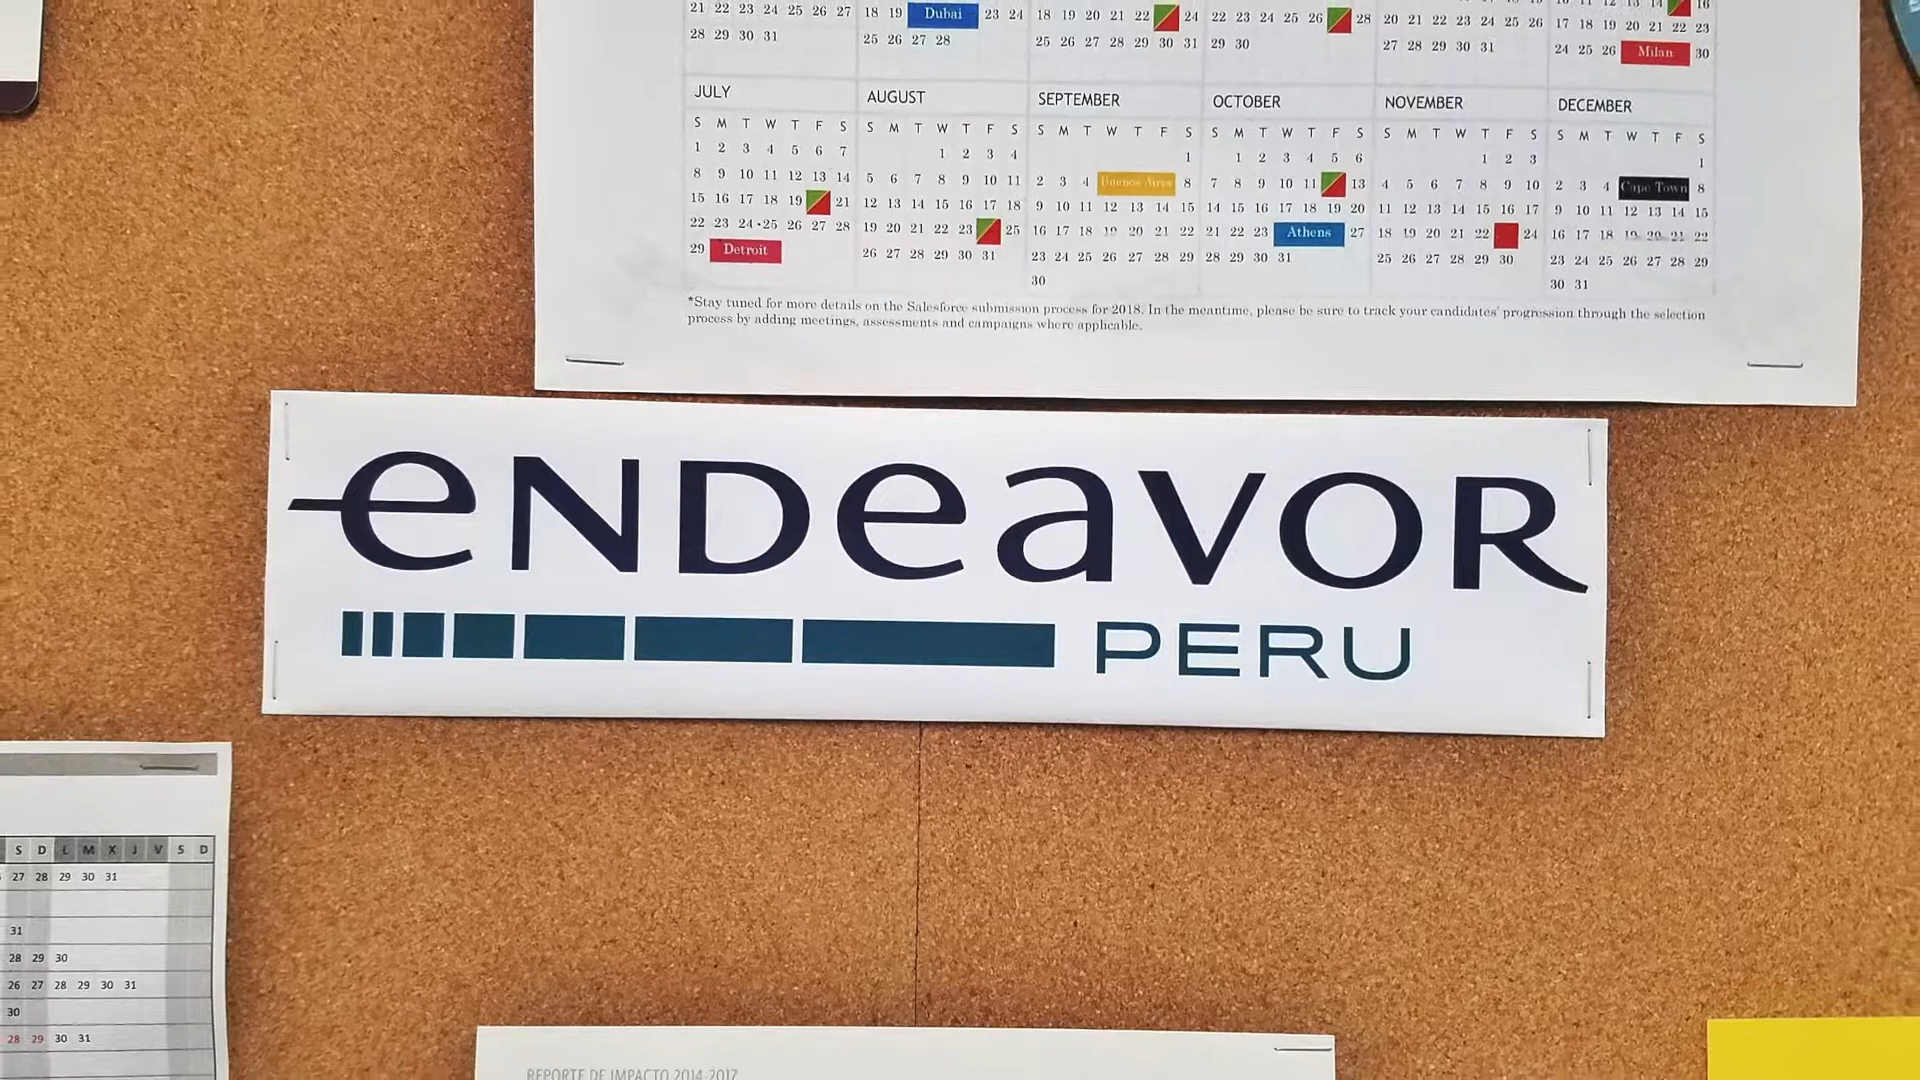 21 22 23 24 25 26 27
28 29 30 31
18 19 Dubai 23 24
25 26 27 28
18 19 20 21 22 24
25 26 27 28 29 30 31
22 23 24 25 26 28
29 30
20 21 22 23 24 25 26
27 28 29 30 31
16
17 18 19 20 21 22 23
24 25 26 Milan 30
JULY
S M T W T F S
1 2 3 4 5 6 7
8 9 10 11 12 13 14
15 16 17 18 19 21
22 23 24 25 26 27 28
29 Detroit
AUGUST
S M T W T F S
1 2 3 4
5 6 7 8 9 10 11
12 13 14 15 16 17 18
19 20 21 22 23 25
26 27 28 29 30 31
SEPTEMBER
S M T W T F S
1
2 3 4 Buenos Aires 8
9 10 11 12 13 14 15
16 17 18 19 20 21 22
23 24 25 26 27 28 29
30
OCTOBER
S M T W T F S
1 2 3 4 5 6
7 8 9 10 11 13
14 15 16 17 18 19 20
21 22 23 Athens 27
28 29 30 31
NOVEMBER
S M T W T F S
1 2 3
4 5 6 7 8 9 10
11 12 13 14 15 16 17
18 19 20 21 22 24
25 26 27 28 29 30
DECEMBER
S M T W T F S
1
2 3 4 Cape Town 8
9 10 11 12 13 14 15
16 17 18 19 20 21 22
23 24 25 26 27 28 29
30 31
*Stay tuned for more details on the Salesforce submission process for 2018. In the meantime, please be sure to track your candidates' progression through the selection
process by adding meetings, assessments and campaigns where applicable.
eNDeavOR
PERU
S D L M X J V S D
27 28 29 30 31
31
28 29 30
26 27 28 29 30 31
30
28 29 30 31
REPORTE DE IMPACTO 2014-2017